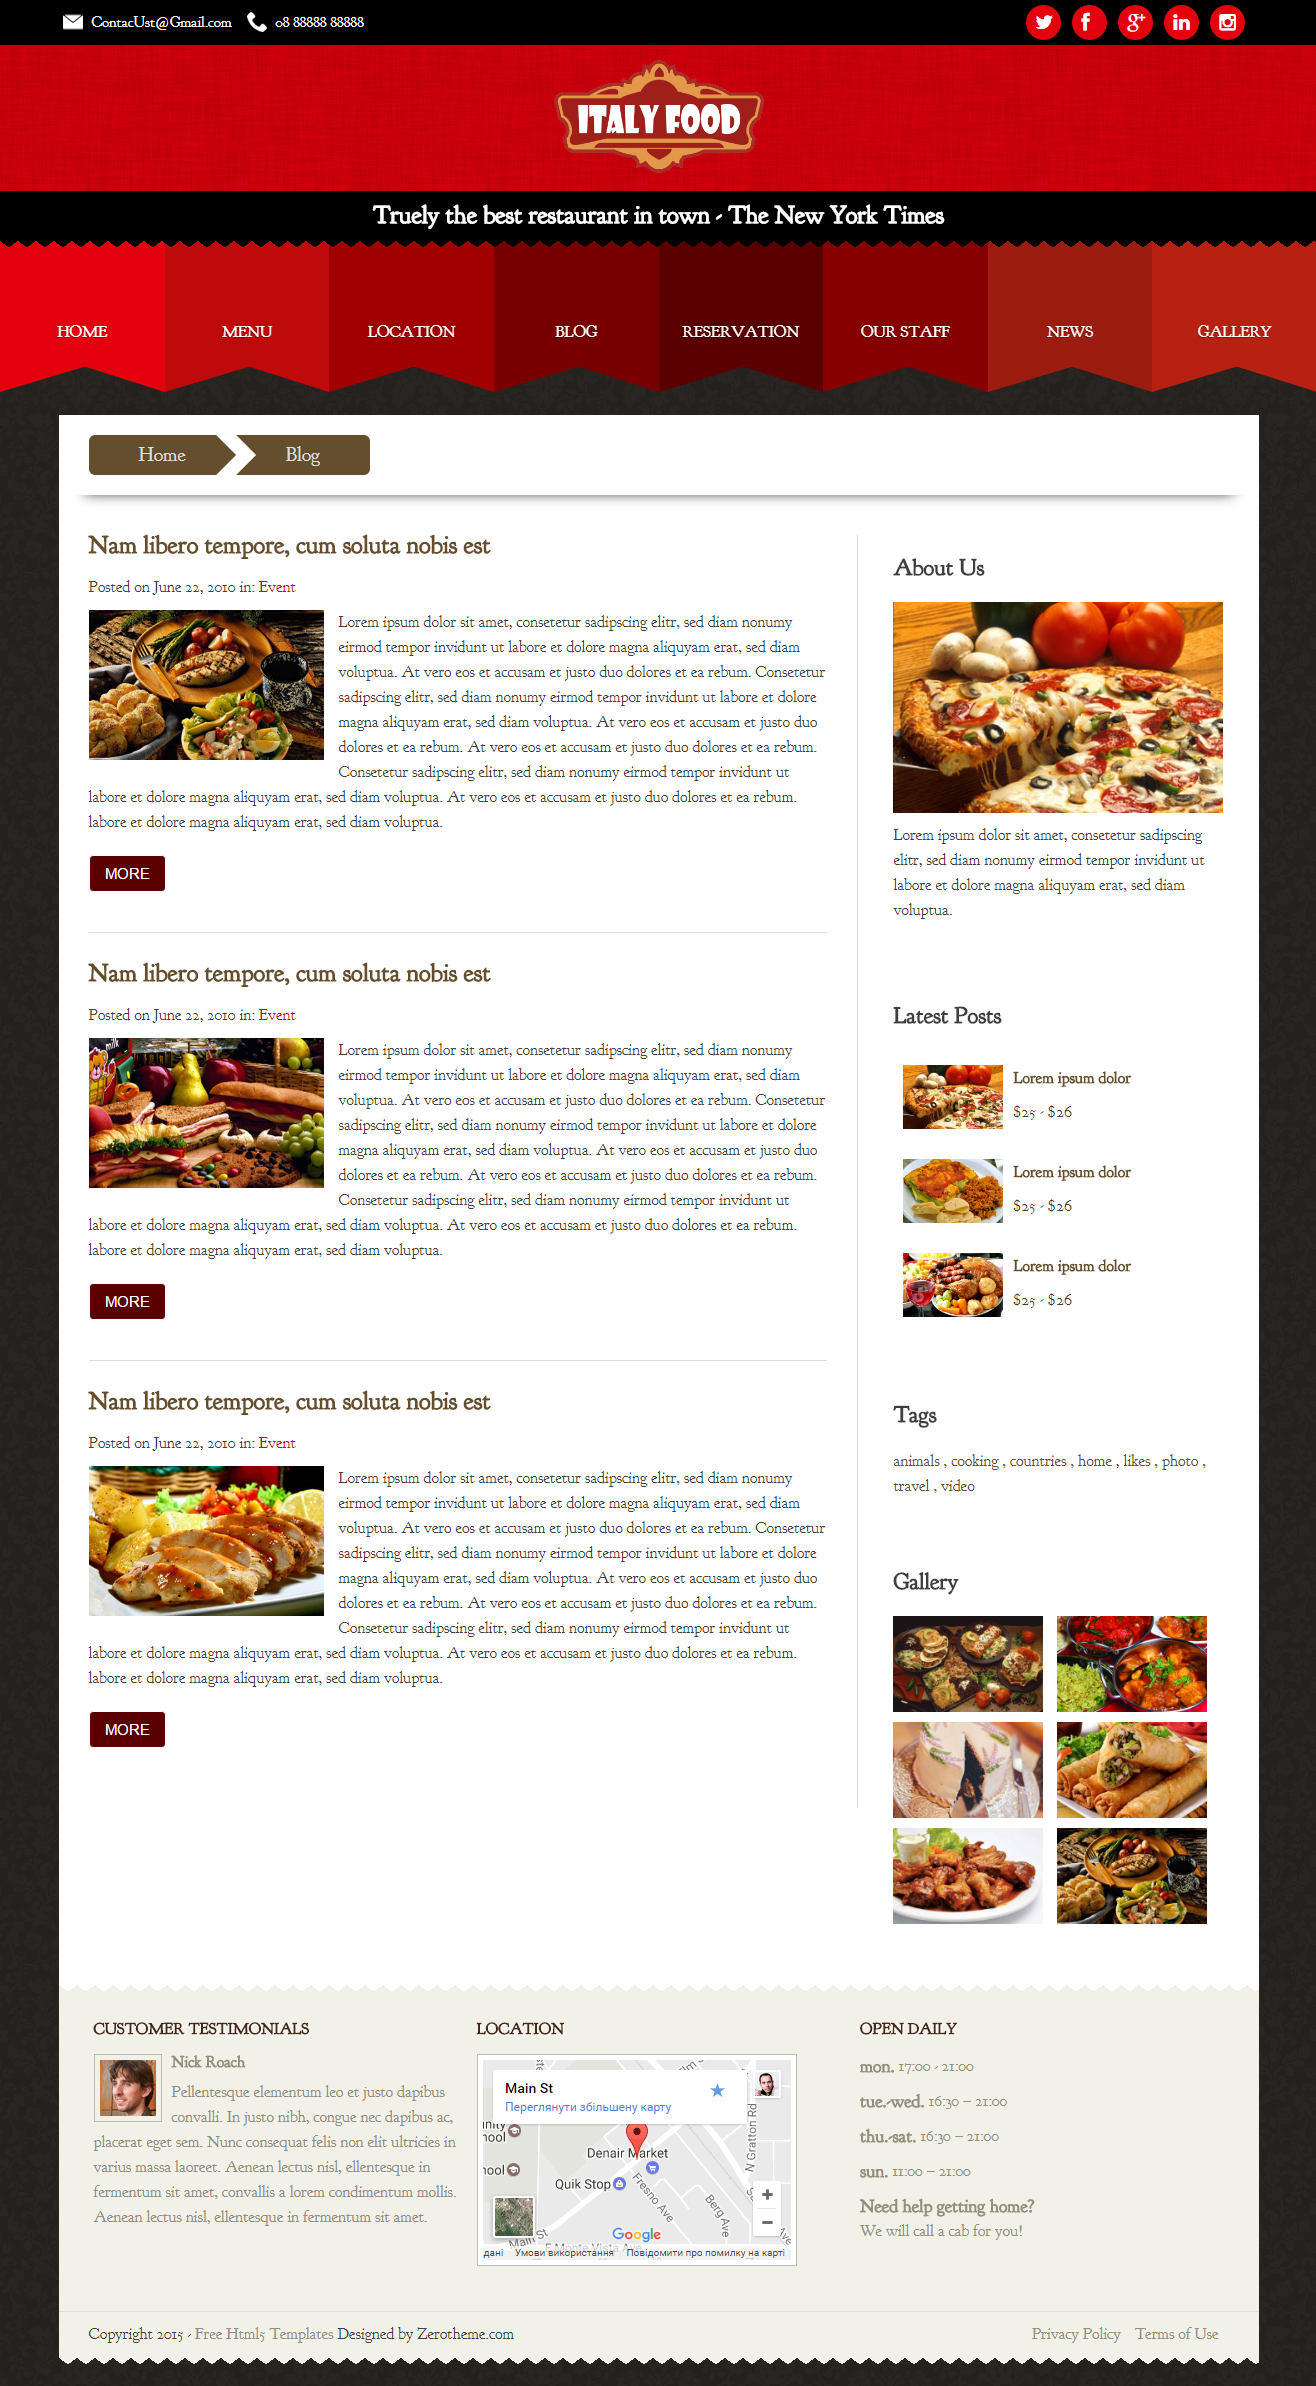 ContacUst@Gmail.com 08 88888 88888
ITALY FOOD
Truely the best restaurant in town - The New York Times
HOME MENU LOCATION BLOG RESERVATION OUR STAFF NEWS GALLERY
Home Blog
Nam libero tempore, cum soluta nobis est
Posted on June 22, 2010 in: Event
Lorem ipsum dolor sit amet, consetetur sadipscing elitr, sed diam nonumy
eirmod tempor invidunt ut labore et dolore magna aliquyam erat, sed diam
voluptua. At vero eos et accusam et justo duo dolores et ea rebum. Consetetur
sadipscing elitr, sed diam nonumy eirmod tempor invidunt ut labore et dolore
magna aliquyam erat, sed diam voluptua. At vero eos et accusam et justo duo
dolores et ea rebum. At vero eos et accusam et justo duo dolores et ea rebum.
Consetetur sadipscing elitr, sed diam nonumy eirmod tempor invidunt ut
labore et dolore magna aliquyam erat, sed diam voluptua. At vero eos et accusam et justo duo dolores et ea rebum.
labore et dolore magna aliquyam erat, sed diam voluptua.
MORE
Nam libero tempore, cum soluta nobis est
Posted on June 22, 2010 in: Event
milk
Lorem ipsum dolor sit amet, consetetur sadipscing elitr, sed diam nonumy
eirmod tempor invidunt ut labore et dolore magna aliquyam erat, sed diam
voluptua. At vero eos et accusam et justo duo dolores et ea rebum. Consetetur
sadipscing elitr, sed diam nonumy eirmod tempor invidunt ut labore et dolore
magna aliquyam erat, sed diam voluptua. At vero eos et accusam et justo duo
dolores et ea rebum. At vero eos et accusam et justo duo dolores et ea rebum.
Consetetur sadipscing elitr, sed diam nonumy eirmod tempor invidunt ut
labore et dolore magna aliquyam erat, sed diam voluptua. At vero eos et accusam et justo duo dolores et ea rebum.
labore et dolore magna aliquyam erat, sed diam voluptua.
MORE
Nam libero tempore, cum soluta nobis est
Posted on June 22, 2010 in: Event
Lorem ipsum dolor sit amet, consetetur sadipscing elitr, sed diam nonumy
eirmod tempor invidunt ut labore et dolore magna aliquyam erat, sed diam
voluptua. At vero eos et accusam et justo duo dolores et ea rebum. Consetetur
sadipscing elitr, sed diam nonumy eirmod tempor invidunt ut labore et dolore
magna aliquyam erat, sed diam voluptua. At vero eos et accusam et justo duo
dolores et ea rebum. At vero eos et accusam et justo duo dolores et ea rebum.
Consetetur sadipscing elitr, sed diam nonumy eirmod tempor invidunt ut
labore et dolore magna aliquyam erat, sed diam voluptua. At vero eos et accusam et justo duo dolores et ea rebum.
labore et dolore magna aliquyam erat, sed diam voluptua.
MORE
About Us
Lorem ipsum dolor sit amet, consetetur sadipscing
elitr, sed diam nonumy eirmod tempor invidunt ut
labore et dolore magna aliquyam erat, sed diam
voluptua.
Latest Posts
Lorem ipsum dolor
$25 - $26
Lorem ipsum dolor
$25 - $26
Lorem ipsum dolor
$25 - $26
Tags
animals , cooking , countries , home , likes , photo ,
travel , video
Gallery
CUSTOMER TESTIMONIALS
Nick Roach
Pellentesque elementum leo et justo dapibus
convalli. In justo nibh, congue nec dapibus ac,
placerat eget sem. Nunc consequat felis non elit ultricies in
varius massa laoreet. Aenean lectus nisl, ellentesque in
fermentum sit amet, convallis a lorem condimentum mollis.
Aenean lectus nisl, ellentesque in fermentum sit amet.
LOCATION
Main St
Переглянути збільшену карту
Denair Market
Quik Stop
Fresno Ave
Berg Ave
N Gratton Rd
Main St
E Monte Vista Ave
Google
дані Умови використання Повідомити про помилку на карті
OPEN DAILY
mon. 17:00 - 21:00
tue.-wed. 16:30 – 21:00
thu.-sat. 16:30 – 21:00
sun. 11:00 – 21:00
Need help getting home?
We will call a cab for you!
Copyright 2015 - Free Html5 Templates Designed by Zerotheme.com
Privacy Policy Terms of Use